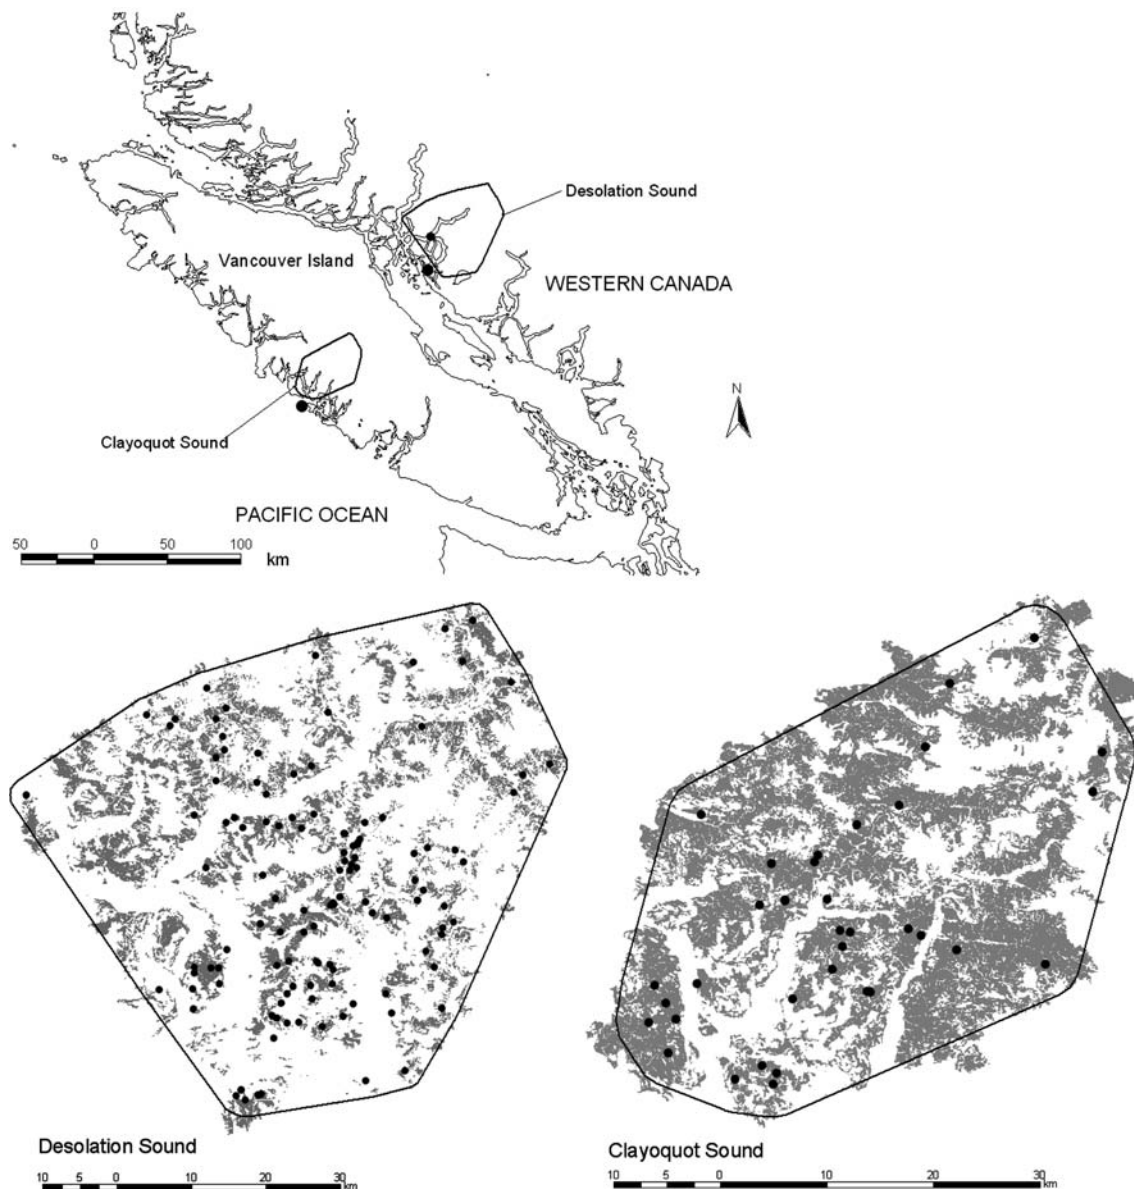 Desolation Sound
Vancouver Island
WESTERN CANADA
N
Clayoquot Sound
PACIFIC OCEAN
50 0 50 100
km
Desolation Sound
10 5 0 10 20 30
km
Clayoquot Sound
10 5 0 10 20 30
km